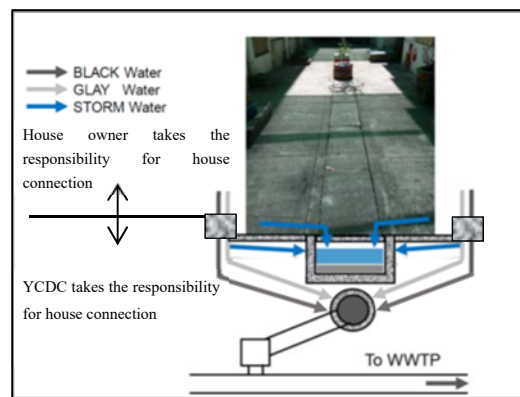 BLACK Water
GLAY Water
STORM Water
House owner takes the
responsibility for house
connection
YCDC takes the responsibility
for house connection
To WWTP